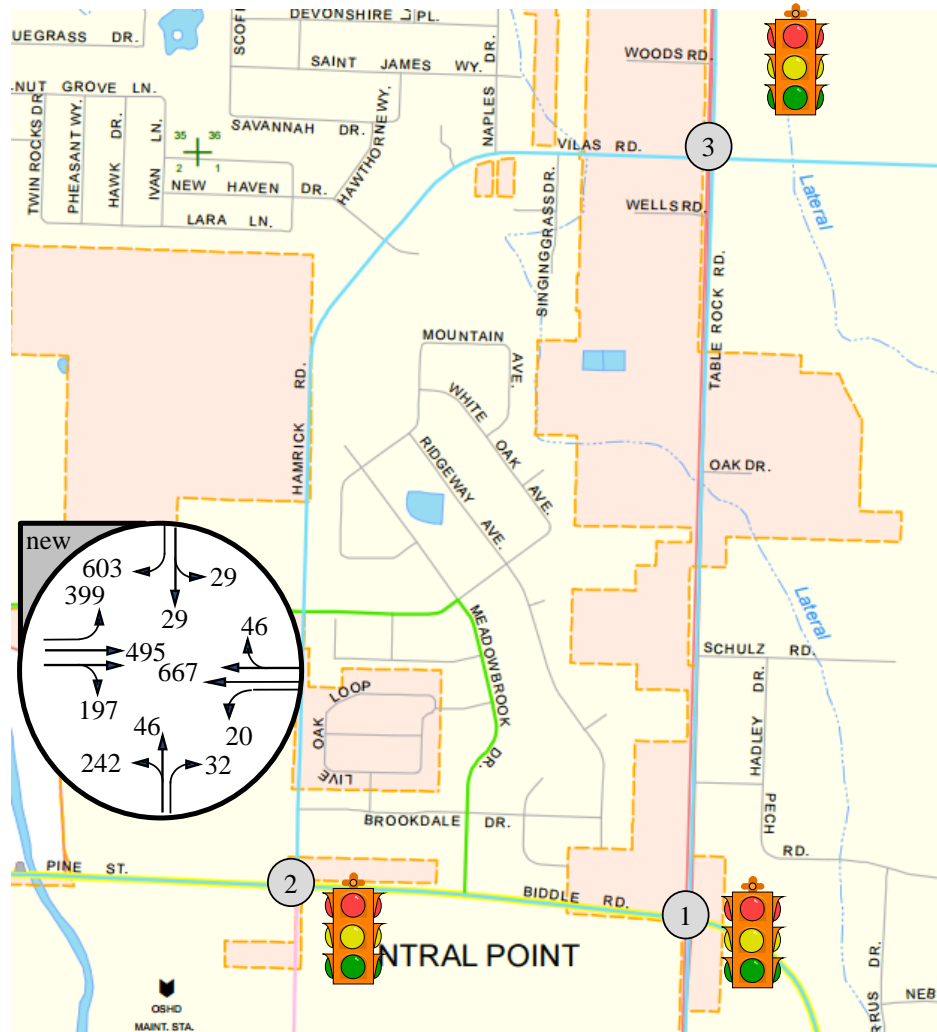 DEVONSHIRE PL.
UEGRASS DR.
SCOFI
WOODS RD.
SAINT JAMES WY.
NAPLES DR.
NUT GROVE LN.
TWIN ROCKS DR
PHEASANT WY.
HAWK DR.
IVAN LN.
35 36
2 1
SAVANNAH DR.
HAWTHORNE WY.
VILAS RD.
3
NEW HAVEN DR.
LARA LN.
SINGING GRASS DR.
WELLS RD.
Lateral
TABLE ROCK RD.
MOUNTAIN AVE.
HAMRICK RD.
WHITE OAK AVE.
RIDGEWAY AVE.
OAK DR.
new
603
29
399
29
46
495
667
197
20
46
242
32
MEADOWBROOK DR.
Lateral
SCHULZ RD.
HADLEY DR.
LIVE OAK LOOP
BROOKDALE DR.
PECH RD.
PINE ST.
2
BIDDLE RD.
1
NTRAL POINT
OSHD
MAINT. STA.
RRUS DR.
NEB